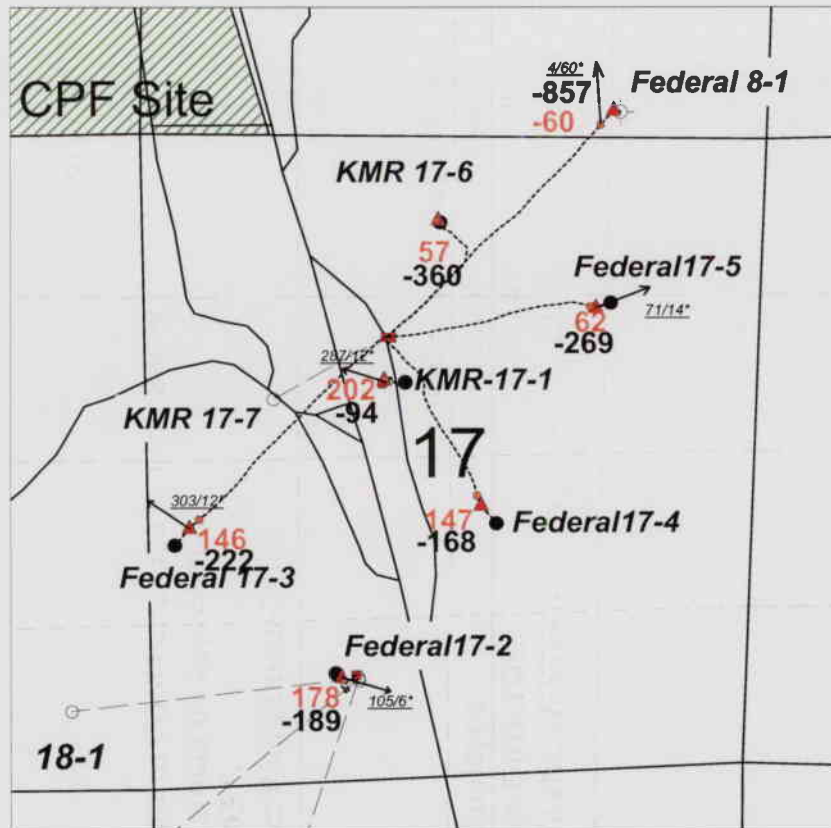 CPF Site
4/60°
-857
-60
Federal 8-1
KMR 17-6
57
-360
Federal17-5
62
71/14°
-269
287/12°
202
KMR-17-1
-94
KMR 17-7
17
303/12°
146
-222
Federal 17-3
147
Federal17-4
-168
Federal17-2
178
105/6°
-189
18-1